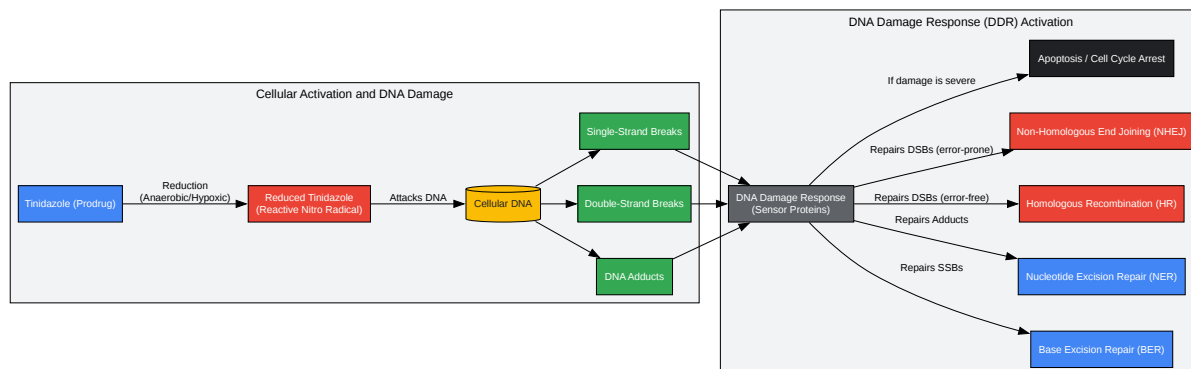 Cellular Activation and DNA Damage
Tinidazole (Prodrug)
Reduction
(Anaerobic/Hypoxic)
Reduced Tinidazole
(Reactive Nitro Radical)
Attacks DNA
Cellular DNA
Single-Strand Breaks
Double-Strand Breaks
DNA Adducts
DNA Damage Response (DDR) Activation
DNA Damage Response
(Sensor Proteins)
If damage is severe
Apoptosis / Cell Cycle Arrest
Repairs DSBs (error-prone)
Non-Homologous End Joining (NHEJ)
Repairs DSBs (error-free)
Homologous Recombination (HR)
Repairs Adducts
Nucleotide Excision Repair (NER)
Repairs SSBs
Base Excision Repair (BER)